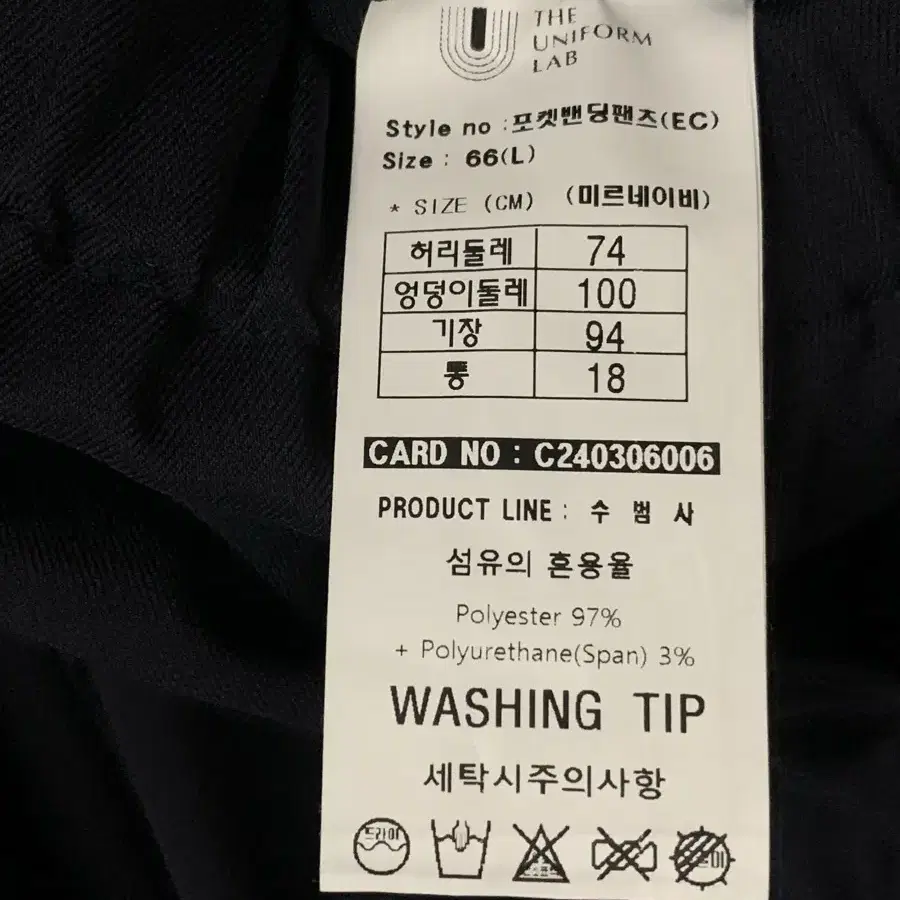 THE
UNIFORM
LAB
Style no : 포켓밴딩팬츠(EC)
Size : 66(L)
* SIZE (CM) (미르네이비)
허리둘레 74
엉덩이둘레 100
기장 94
통 18
CARD NO : C240306006
PRODUCT LINE : 수 범 사
섬유의 혼용율
Polyester 97%
+ Polyurethane(Span) 3%
WASHING TIP
세탁시주의사항
드라이